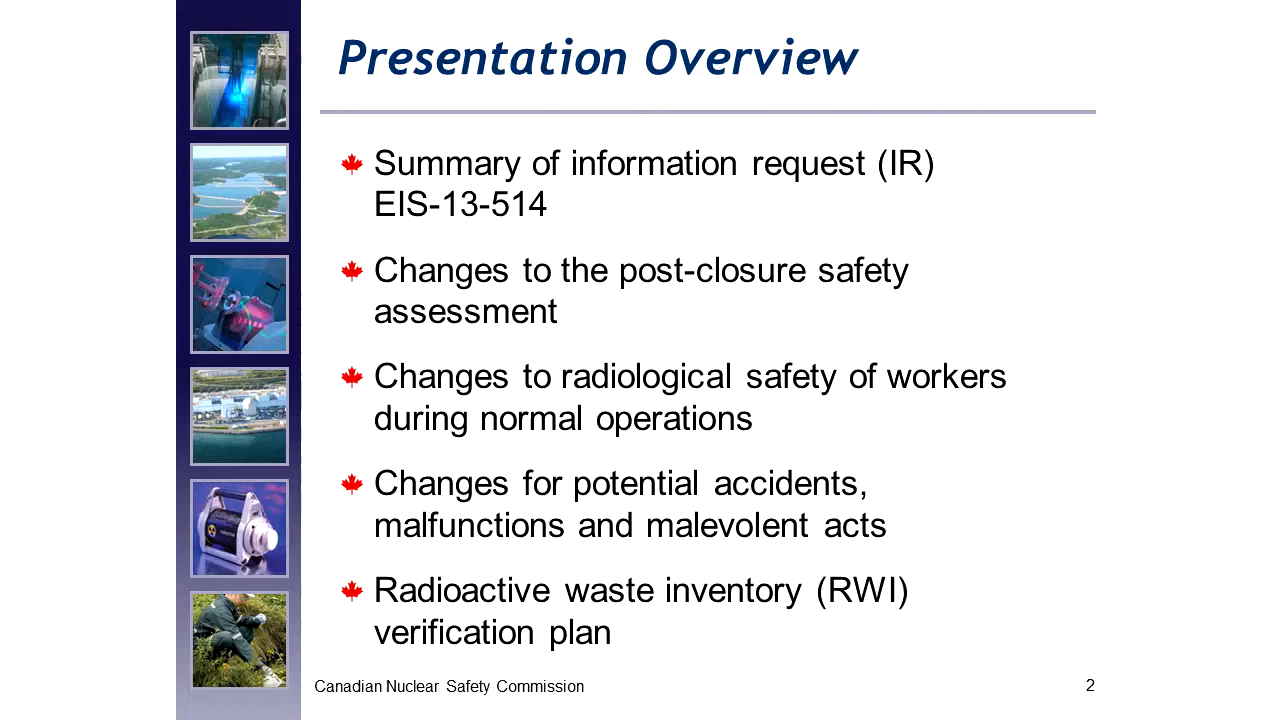 Presentation Overview
Summary of information request (IR)
EIS-13-514
Changes to the post-closure safety
assessment
Changes to radiological safety of workers
during normal operations
Changes for potential accidents,
malfunctions and malevolent acts
Radioactive waste inventory (RWI)
verification plan
Canadian Nuclear Safety Commission
2